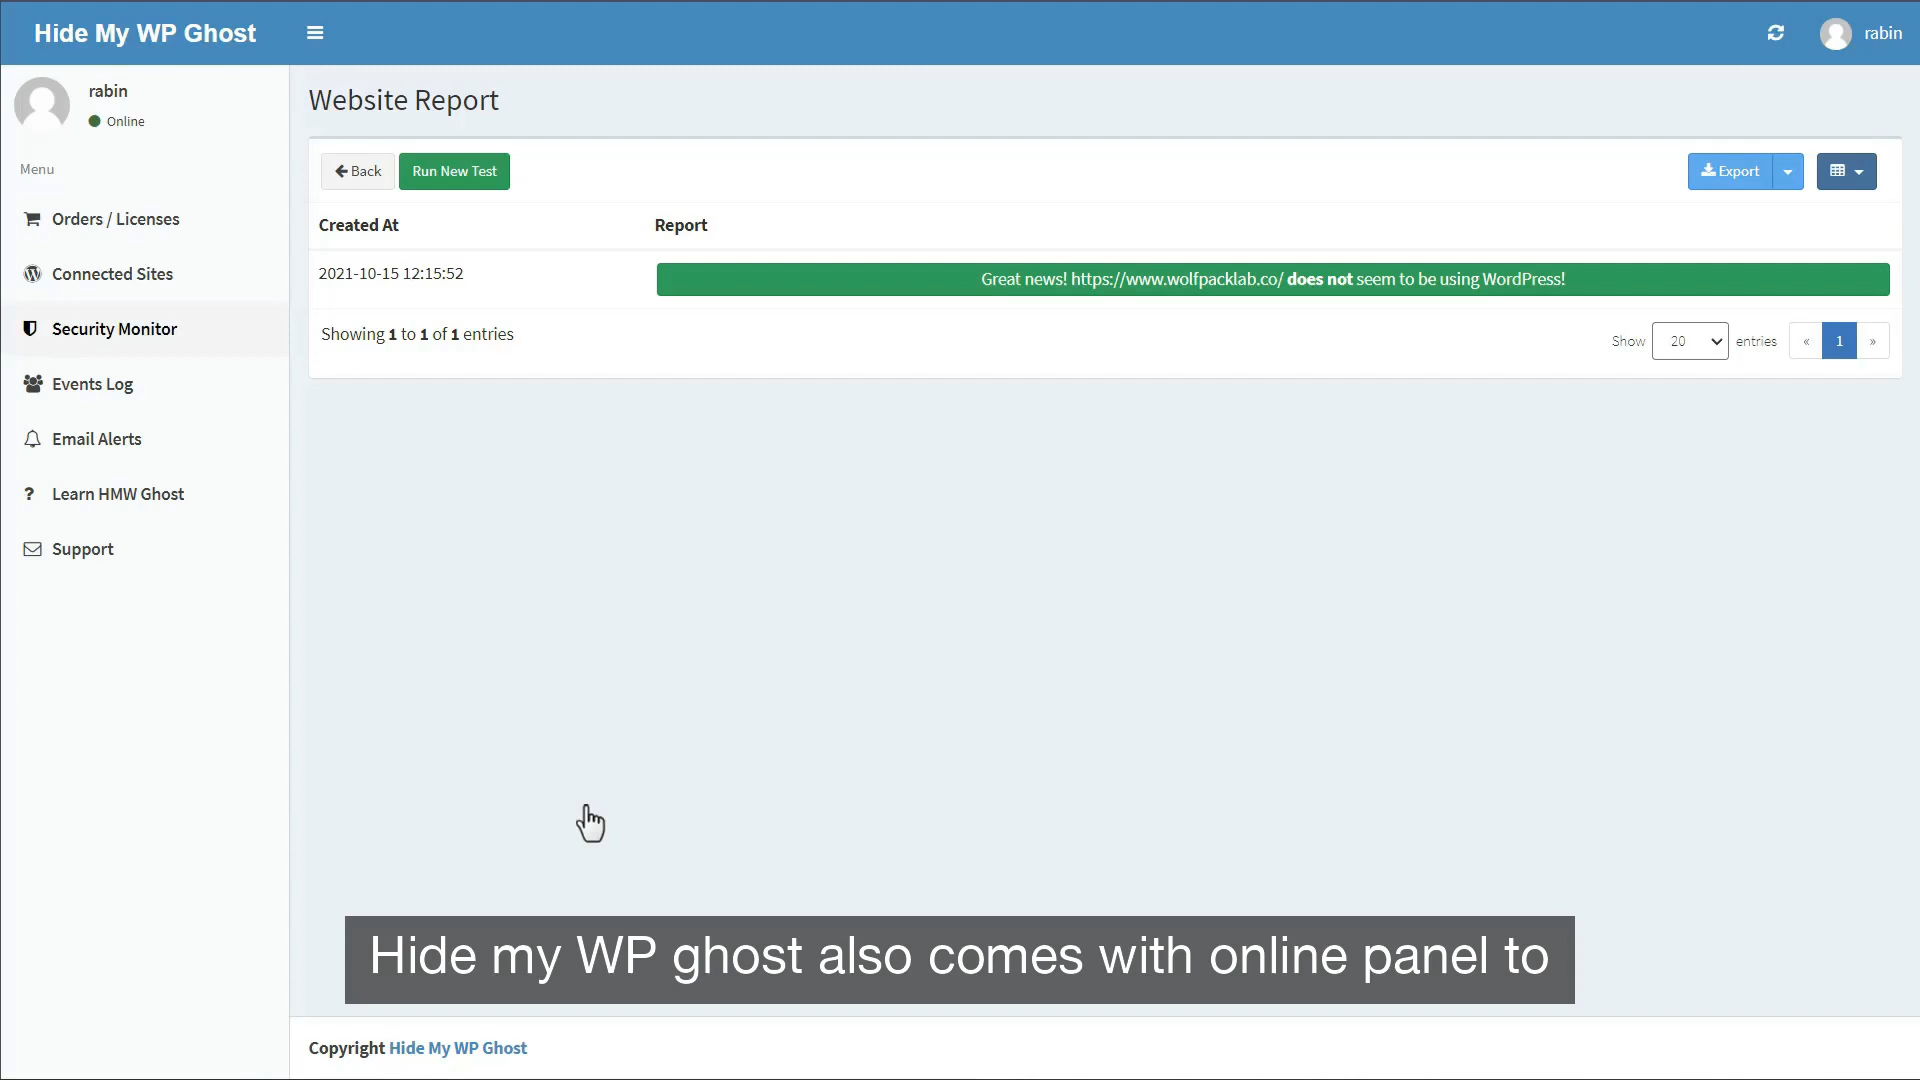 Hide My WP Ghost
rabin
rabin
Online
Menu
Orders / Licenses
Connected Sites
Security Monitor
Events Log
Email Alerts
Learn HMW Ghost
Support
Website Report
Back Run New Test Export
Created At Report
2021-10-15 12:15:52 Great news! https://www.wolfpacklab.co/ does not seem to be using WordPress!
Showing 1 to 1 of 1 entries Show 20 entries « 1 »
Hide my WP ghost also comes with online panel to
Copyright Hide My WP Ghost